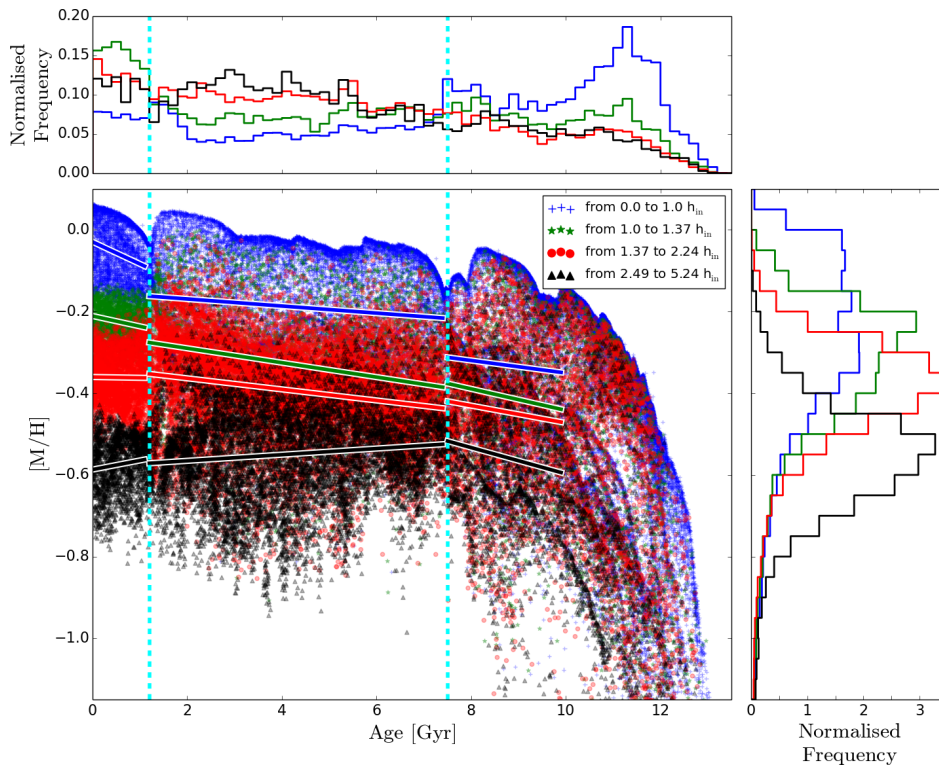 Normalised
Frequency
0.20
0.15
0.10
0.05
0.00
from 0.0 to 1.0 h_in
from 1.0 to 1.37 h_in
from 1.37 to 2.24 h_in
from 2.49 to 5.24 h_in
[M/H]
0.0
−0.2
−0.4
−0.6
−0.8
−1.0
0 2 4 6 8 10 12
Age [Gyr]
0 1 2 3
Normalised
Frequency